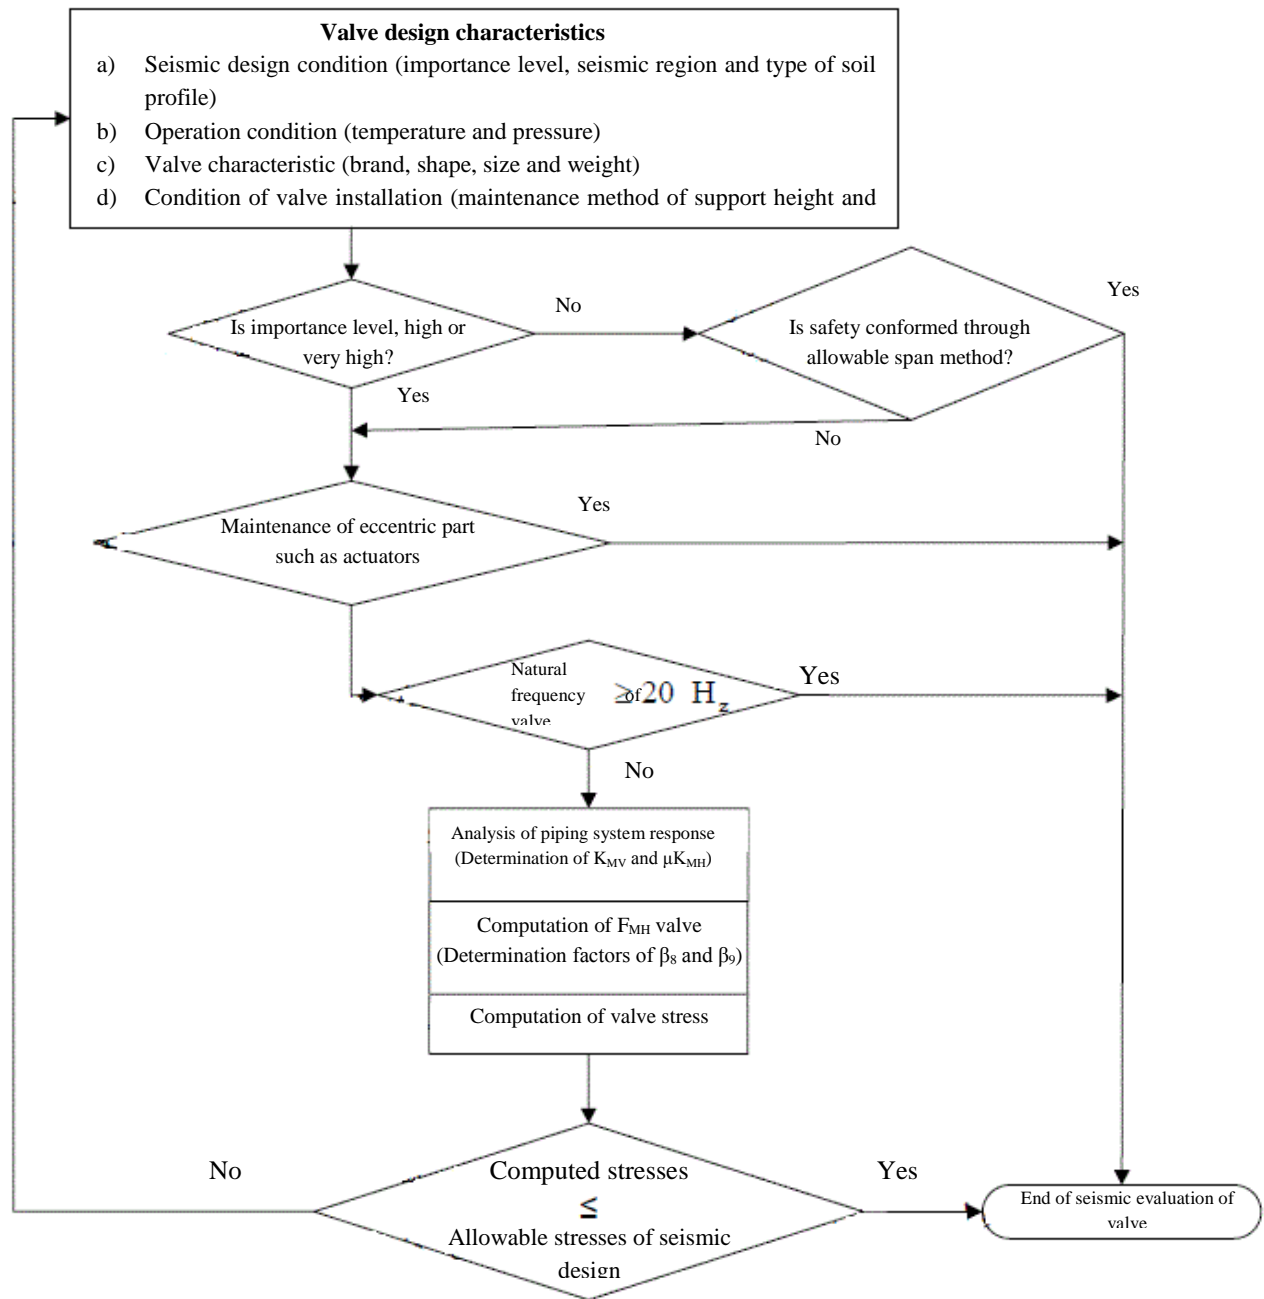 Valve design characteristics
a) Seismic design condition (importance level, seismic region and type of soil
profile)
b) Operation condition (temperature and pressure)
c) Valve characteristic (brand, shape, size and weight)
d) Condition of valve installation (maintenance method of support height and
Is importance level, high or
very high?
No
Yes
Is safety conformed through
allowable span method?
Yes
No
Maintenance of eccentric part
such as actuators
Yes
Natural
frequency of
valve
≥20 Hz
Yes
No
Analysis of piping system response
(Determination of KMV and μKMH)
Computation of FMH valve
(Determination factors of β8 and β9)
Computation of valve stress
Computed stresses
≤
Allowable stresses of seismic
design
No
Yes
End of seismic evaluation of
valve